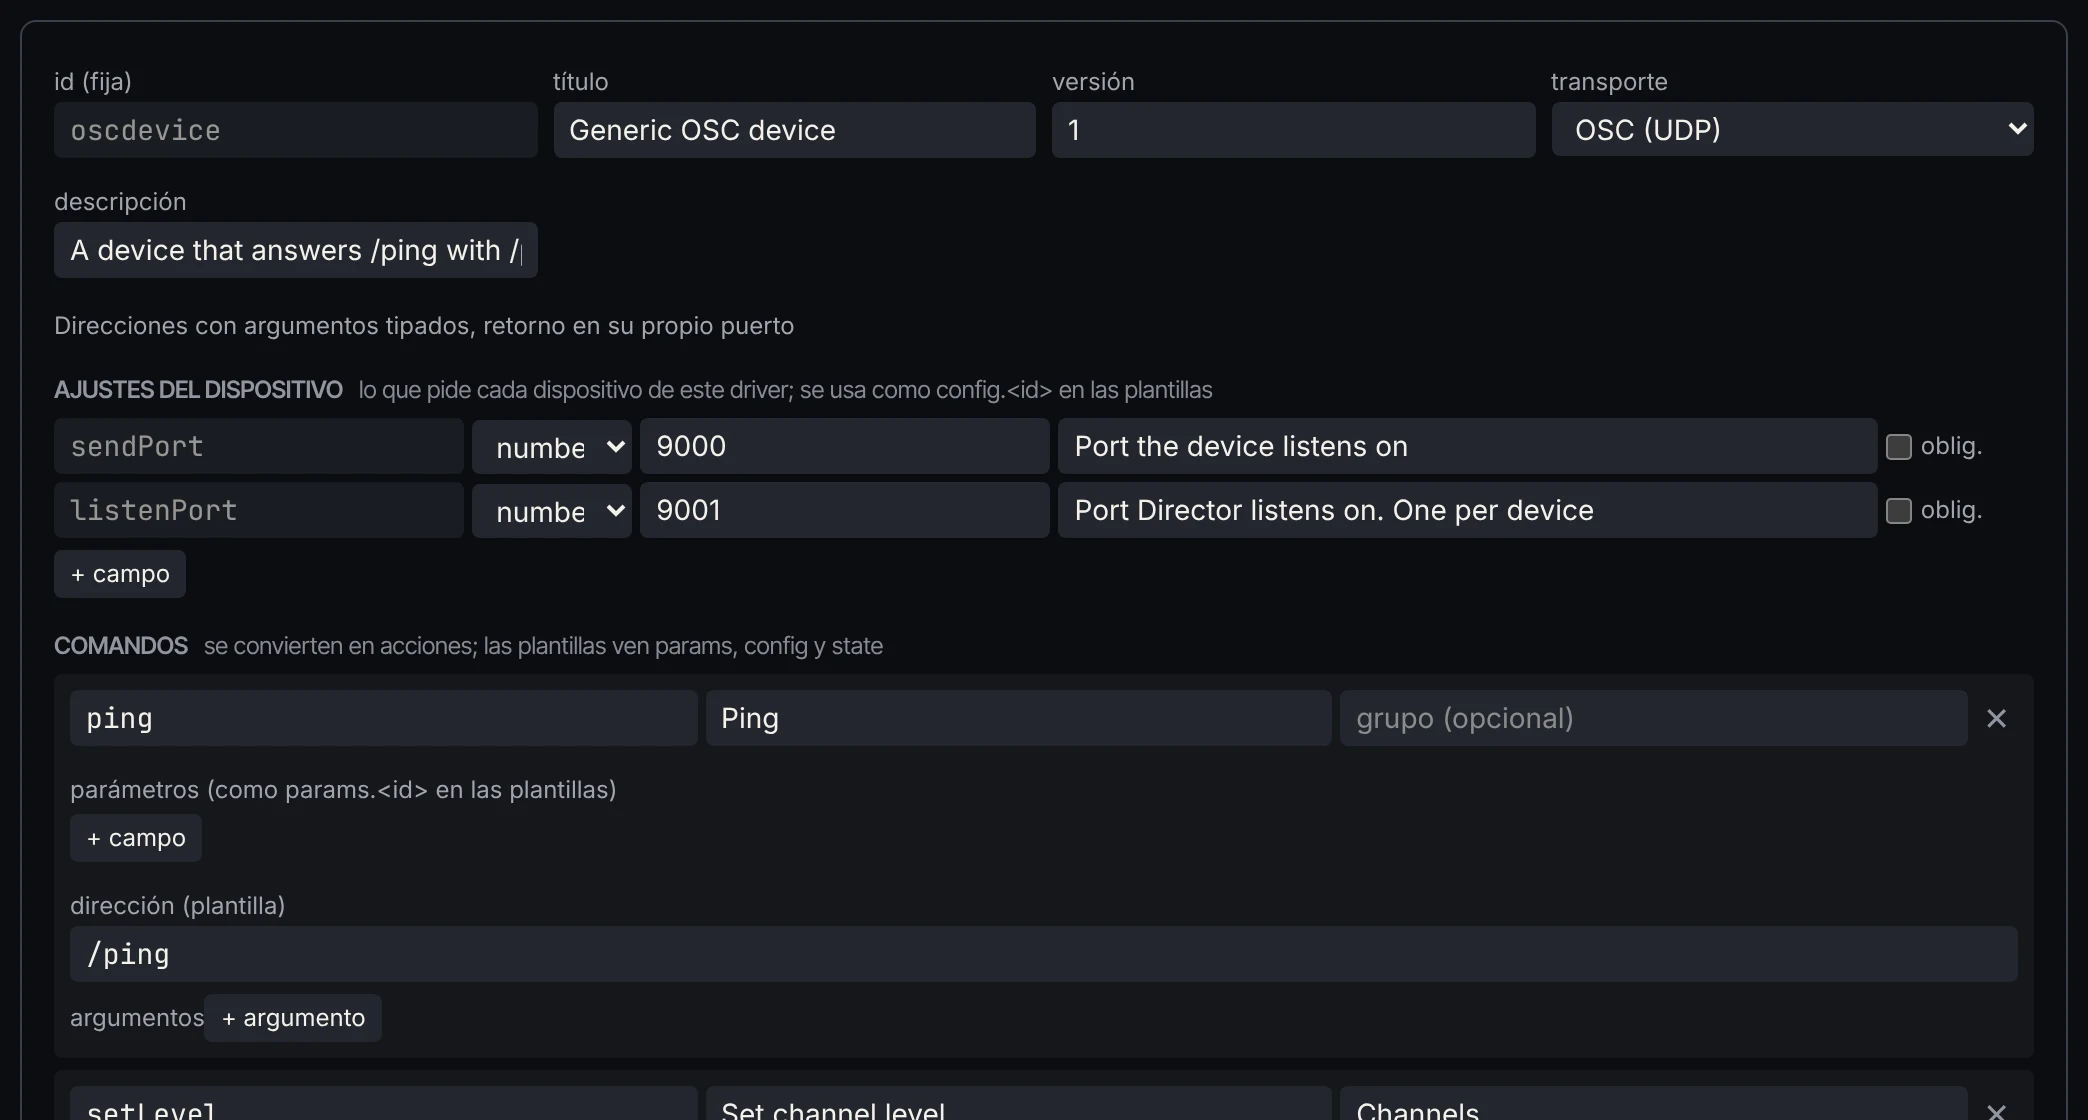 id (fija) título versión transporte
oscdevice Generic OSC device 1 OSC (UDP)
descripción
A device that answers /ping with /
Direcciones con argumentos tipados, retorno en su propio puerto
AJUSTES DEL DISPOSITIVO lo que pide cada dispositivo de este driver; se usa como config.<id> en las plantillas
sendPort numbe 9000 Port the device listens on oblig.
listenPort numbe 9001 Port Director listens on. One per device oblig.
+ campo
COMANDOS se convierten en acciones; las plantillas ven params, config y state
ping Ping grupo (opcional) ×
parámetros (como params.<id> en las plantillas)
+ campo
dirección (plantilla)
/ping
argumentos + argumento
setLevel Set channel level Channels ×